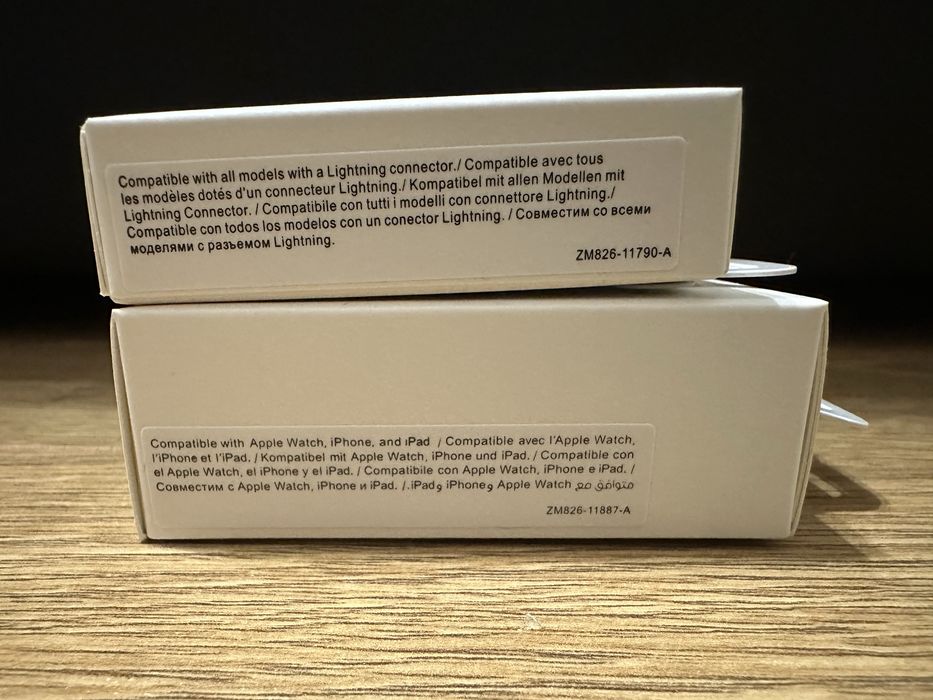 Compatible with all models with a Lightning connector./ Compatible avec tous
les modèles dotés d'un connecteur Lightning./ Kompatibel mit allen Modellen mit
Lightning Connector. / Compatibile con tutti i modelli con connettore Lightning./
Compatible con todos los modelos con un conector Lightning. / Совместим со всеми
моделями с разъемом Lightning.
ZM826-11790-A
Compatible with Apple Watch, iPhone, and iPad / Compatible avec l'Apple Watch,
l'iPhone et l'iPad. / Kompatibel mit Apple Watch, iPhone und iPad. / Compatible con
el Apple Watch, el iPhone y el iPad. / Compatibile con Apple Watch, iPhone e iPad. /
Совместим с Apple Watch, iPhone и iPad. / متوافق مع Apple Watch و iPhone و iPad.
ZM826-11887-A